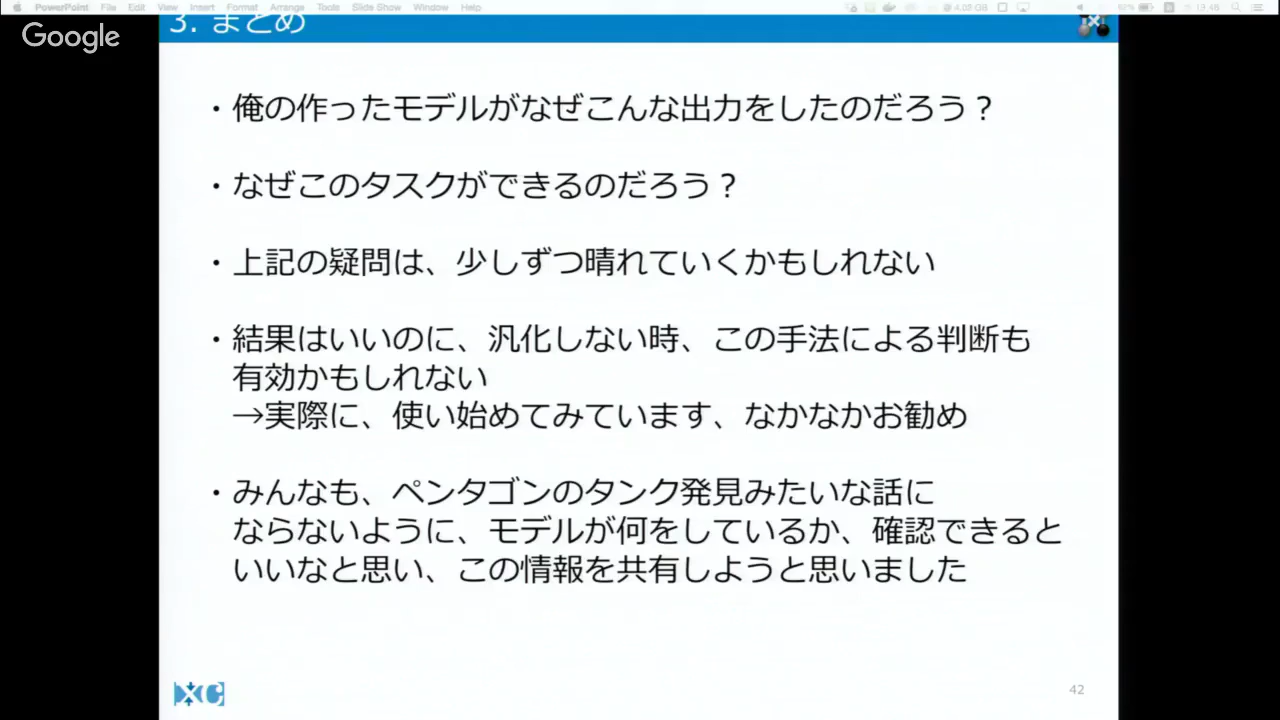 PowerPoint File Edit View Insert Format Arrange Tools Slide Show Window Help
Google
3. まとめ
・俺の作ったモデルがなぜこんな出力をしたのだろう？
・なぜこのタスクができるのだろう？
・上記の疑問は、少しずつ晴れていくかもしれない
・結果はいいのに、汎化しない時、この手法による判断も
有効かもしれない
→実際に、使い始めてみています、なかなかお勧め
・みんなも、ペンタゴンのタンク発見みたいな話に
ならないように、モデルが何をしているか、確認できると
いいなと思い、この情報を共有しようと思いました
XC
42